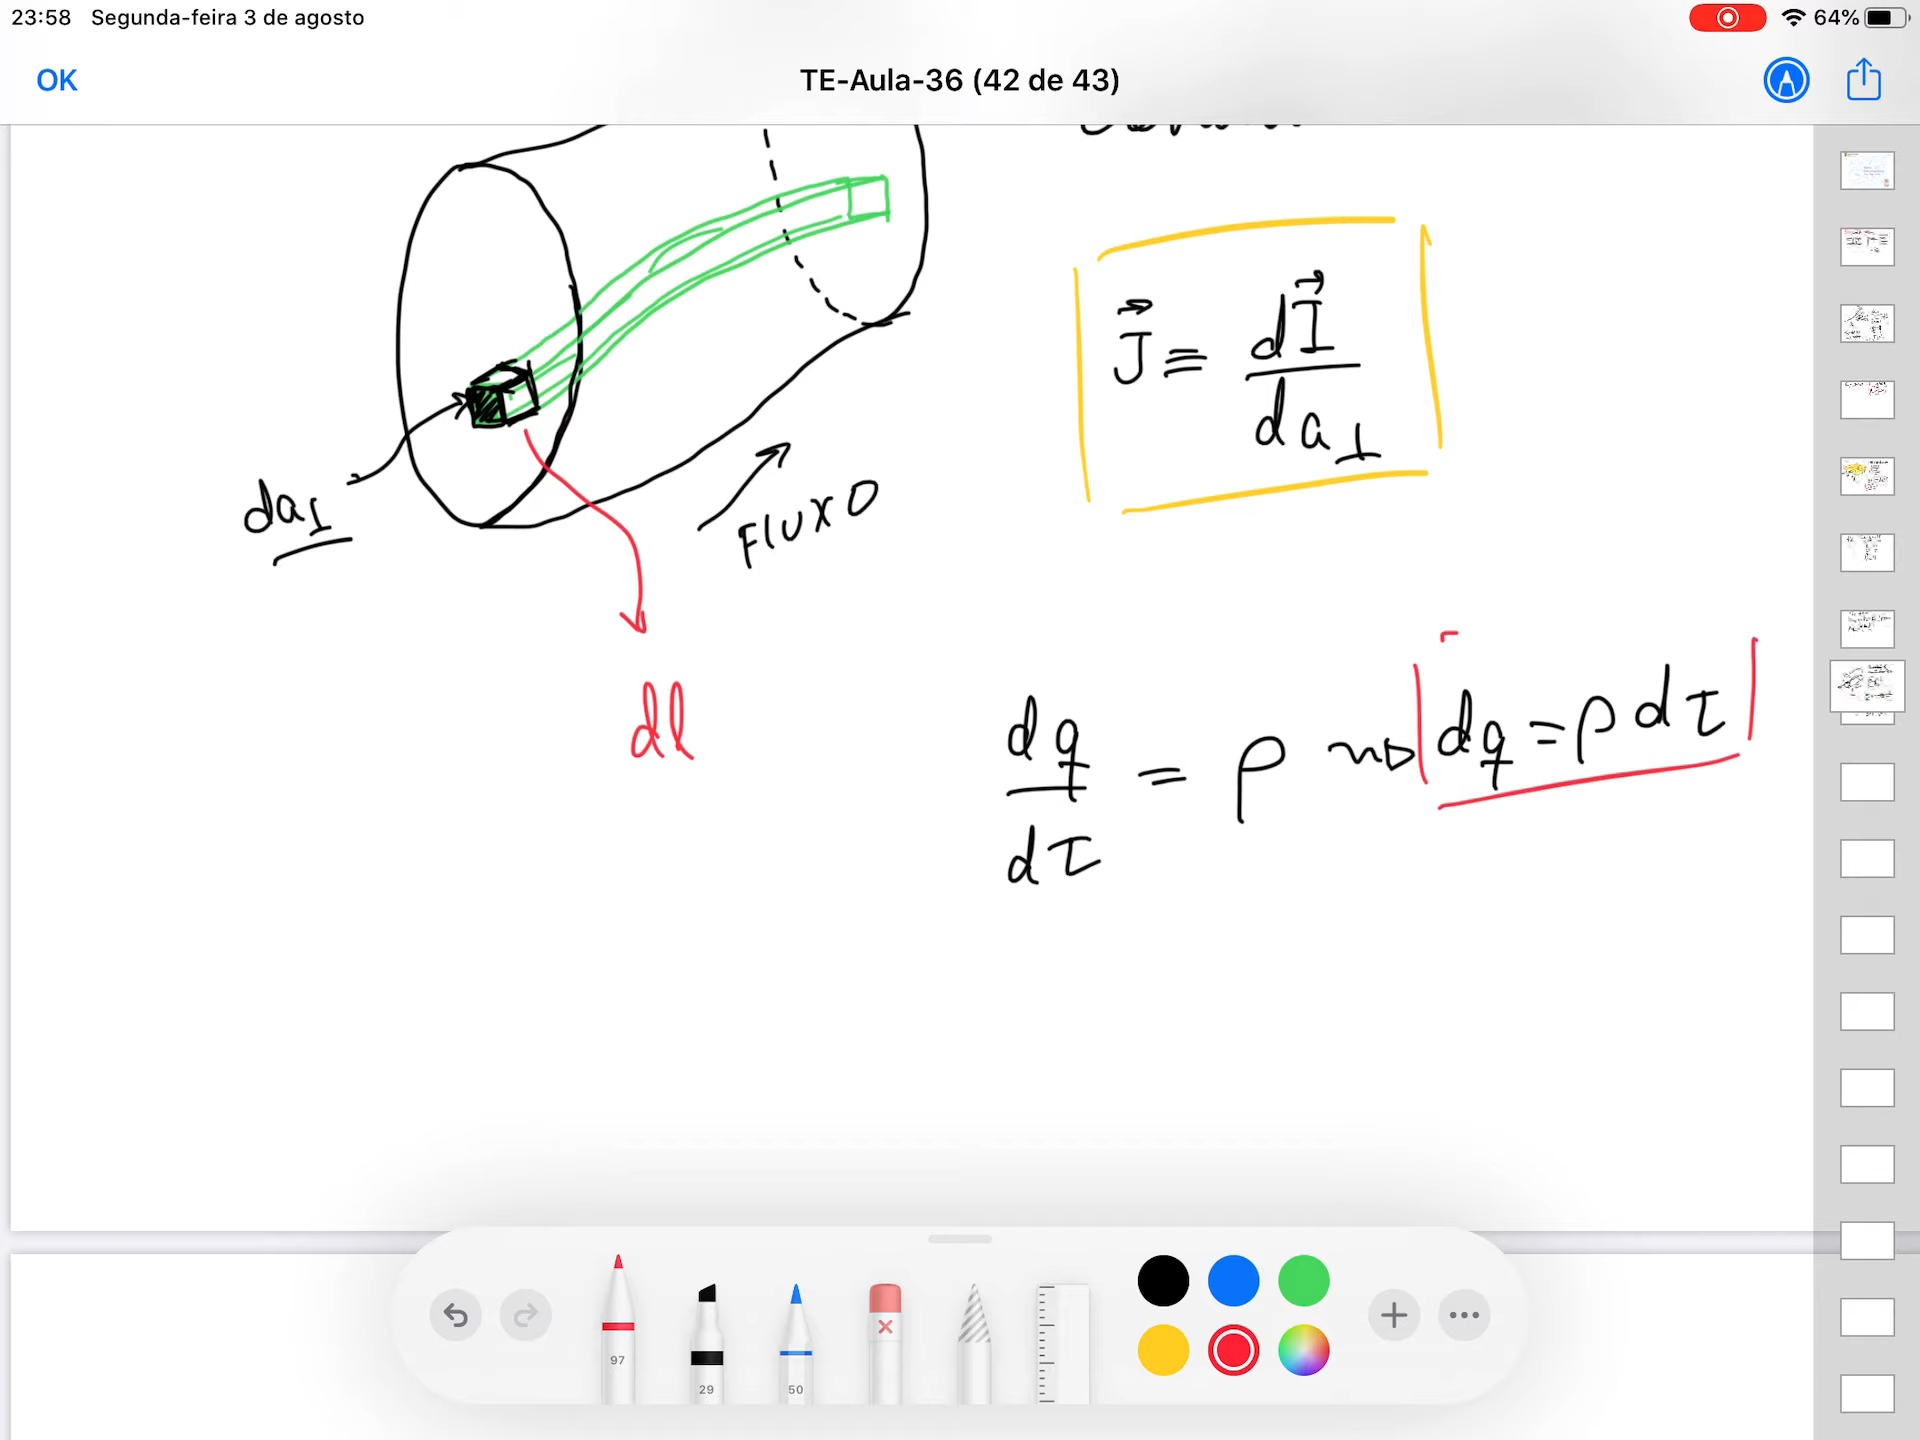 23:58 Segunda-feira 3 de agosto 64%
OK TE-Aula-36 (42 de 43)
J⃗ ≡ dI⃗ / da⊥
da⊥
FLUXO
dl
dq/dτ = ρ ⇝ dq = ρ dτ
97 29 50